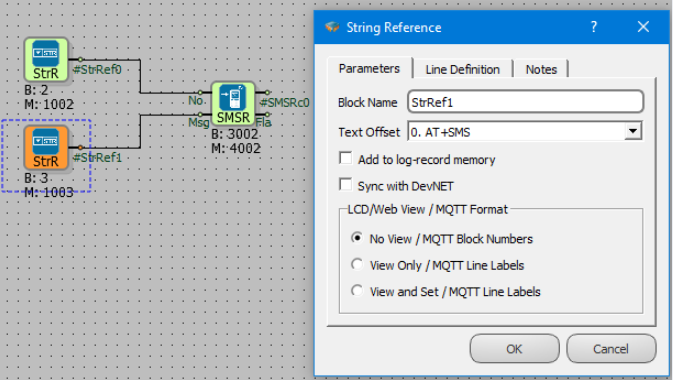 StrR
#StrRef0
B: 2
M: 1002
StrR
#StrRef1
B: 3
M: 1003
No.
Msg
SMSR
#SMSRc0
Fla
B: 3002
M: 4002
String Reference
?
Parameters
Line Definition
Notes
Block Name StrRef1
Text Offset 0. AT+SMS
Add to log-record memory
Sync with DevNET
LCD/Web View / MQTT Format
No View / MQTT Block Numbers
View Only / MQTT Line Labels
View and Set / MQTT Line Labels
OK
Cancel